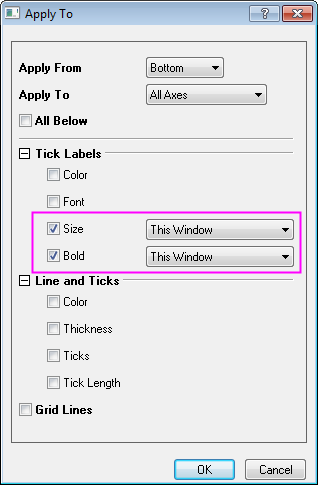 Apply To
Apply From Bottom
Apply To All Axes
All Below
Tick Labels
Color
Font
Size This Window
Bold This Window
Line and Ticks
Color
Thickness
Ticks
Tick Length
Grid Lines
OK Cancel